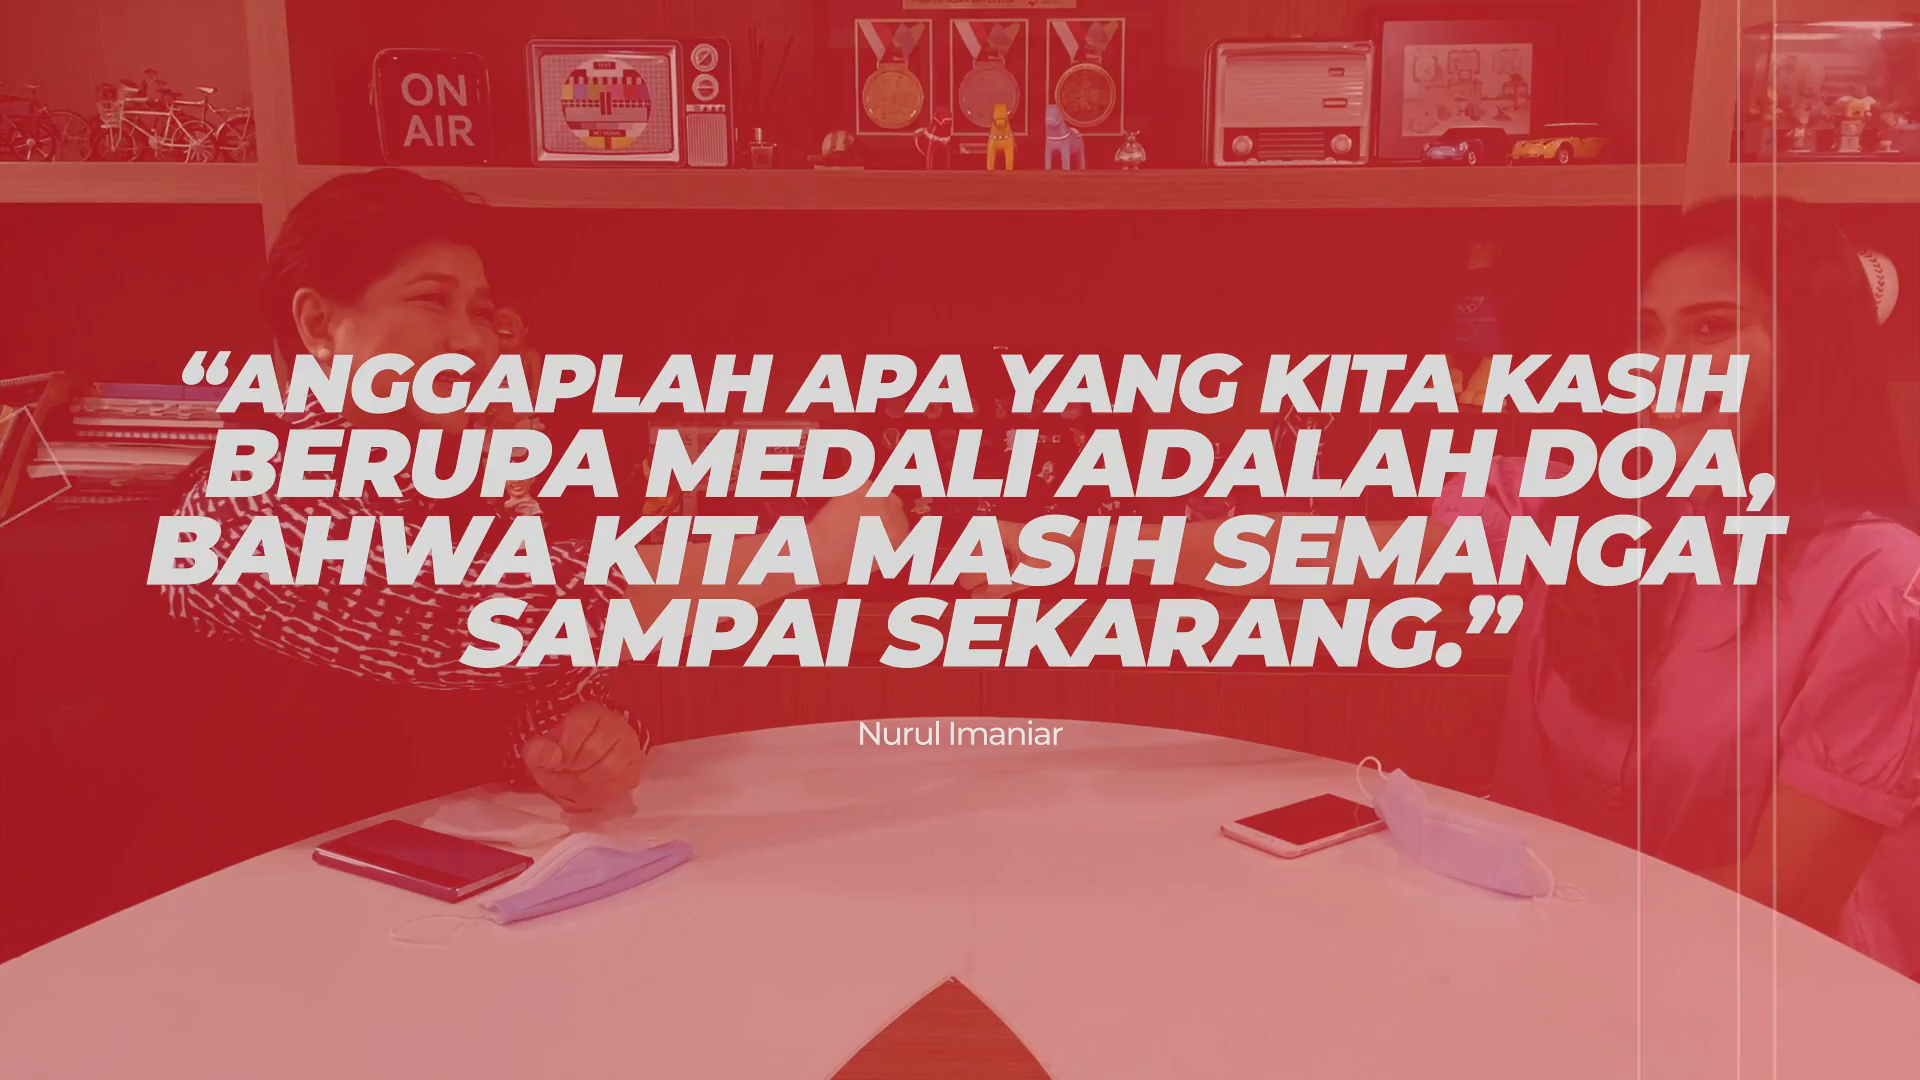 ON
AIR
“ANGGAPLAH APA YANG KITA KASIH
BERUPA MEDALI ADALAH DOA,
BAHWA KITA MASIH SEMANGAT
SAMPAI SEKARANG.”
Nurul Imaniar